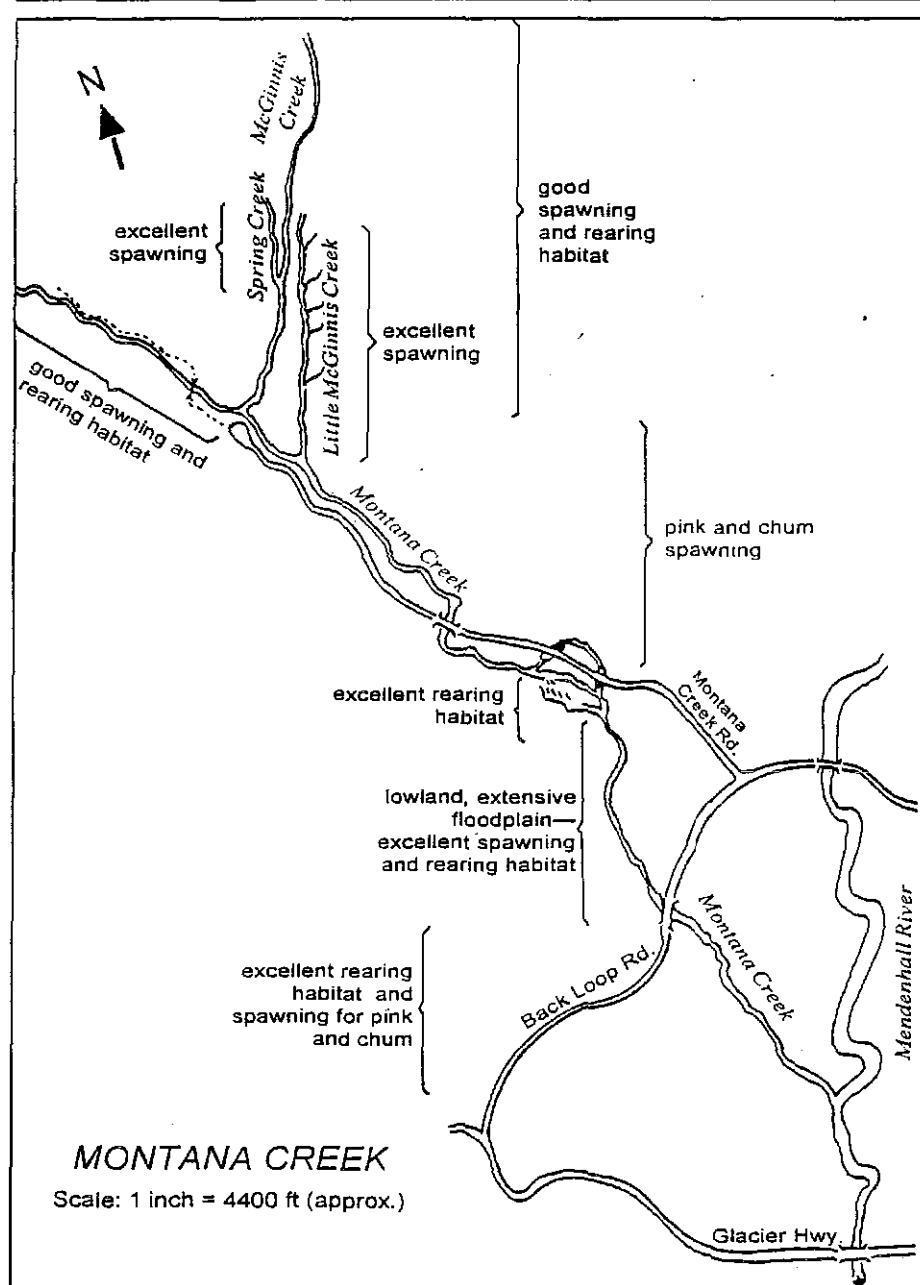 N
McGinnis
Creek
Spring Creek
excellent
spawning
good
spawning
and rearing
habitat
Little McGinnis Creek
excellent
spawning
good spawning and
rearing habitat
Montana Creek
pink and chum
spawning
excellent rearing
habitat
Montana
Creek Rd.
lowland, extensive
floodplain—
excellent spawning
and rearing habitat
Montana Creek
Mendenhall River
Back Loop Rd.
excellent rearing
habitat and
spawning for pink
and chum
MONTANA CREEK
Scale: 1 inch = 4400 ft (approx.)
Glacier Hwy.